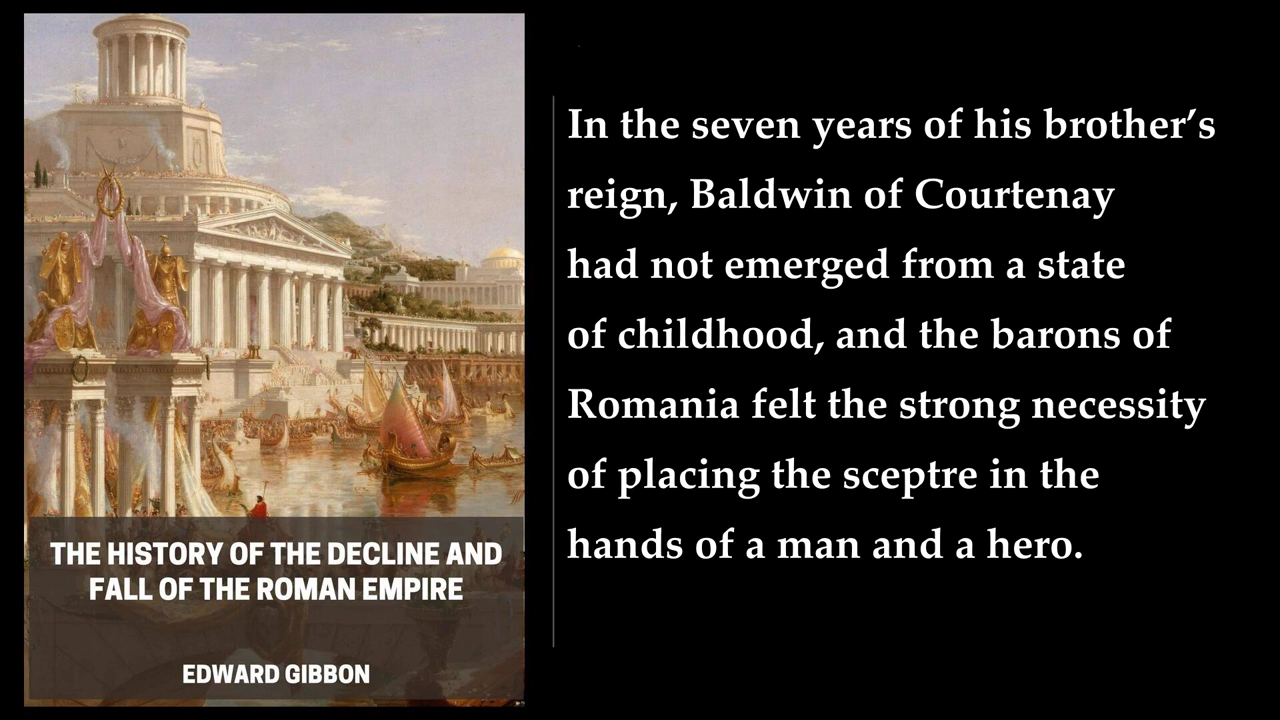 THE HISTORY OF THE DECLINE AND
FALL OF THE ROMAN EMPIRE
EDWARD GIBBON
In the seven years of his brother’s
reign, Baldwin of Courtenay
had not emerged from a state
of childhood, and the barons of
Romania felt the strong necessity
of placing the sceptre in the
hands of a man and a hero.